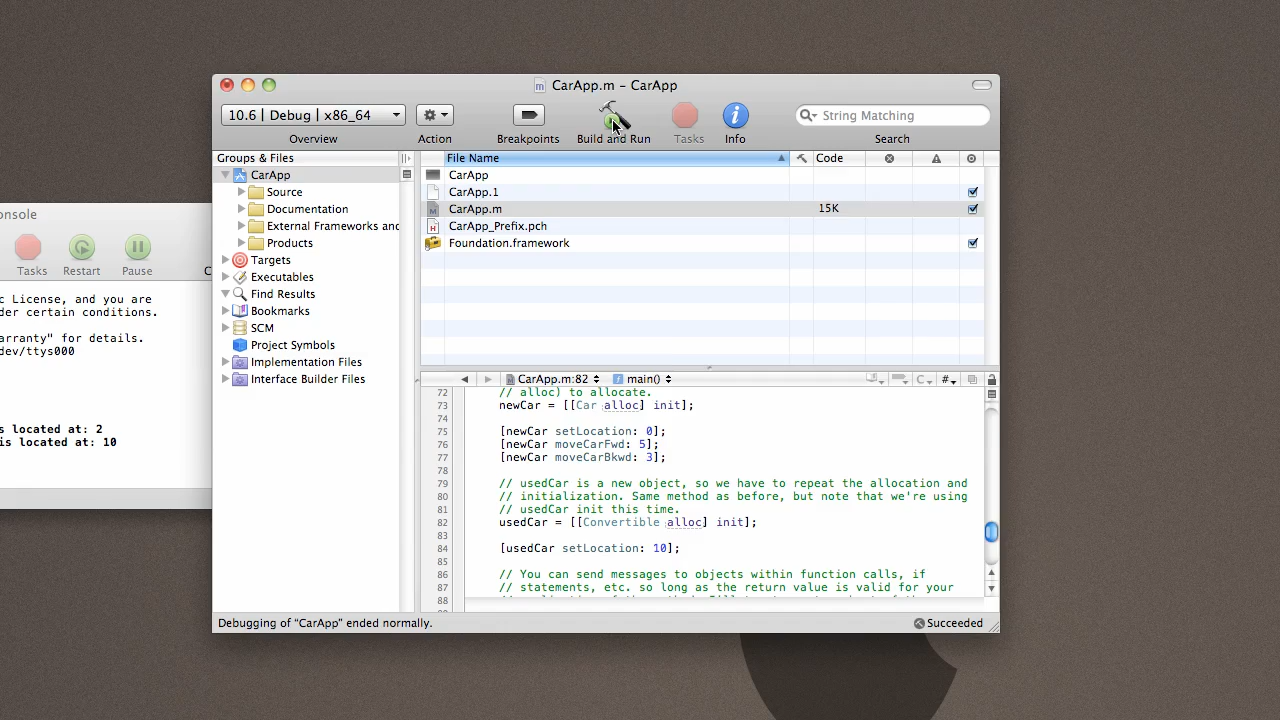 CarApp.m – CarApp
10.6 | Debug | x86_64
String Matching
Overview
Action
Breakpoints
Build and Run
Tasks
Info
Search
Groups & Files
CarApp
Source
Documentation
External Frameworks and
Products
Targets
Executables
Find Results
Bookmarks
SCM
Project Symbols
Implementation Files
Interface Builder Files
File Name
Code
CarApp
CarApp.1
CarApp.m 15K
CarApp_Prefix.pch
Foundation.framework
CarApp.m:82 main() C #
72 // alloc) to allocate.
73 newCar = [[Car alloc] init];
74
75 [newCar setLocation: 0];
76 [newCar moveCarFwd: 5];
77 [newCar moveCarBkwd: 3];
78
79 // usedCar is a new object, so we have to repeat the allocation and
80 // initialization. Same method as before, but note that we're using
81 // usedCar init this time.
82 usedCar = [[Convertible alloc] init];
83
84 [usedCar setLocation: 10];
85
86 // You can send messages to objects within function calls, if
87 // statements, etc. so long as the return value is valid for your
88
Debugging of “CarApp” ended normally.
Succeeded
onsole
Tasks
Restart
Pause
C
c License, and you are
der certain conditions.
arranty" for details.
dev/ttys000
s located at: 2
is located at: 10